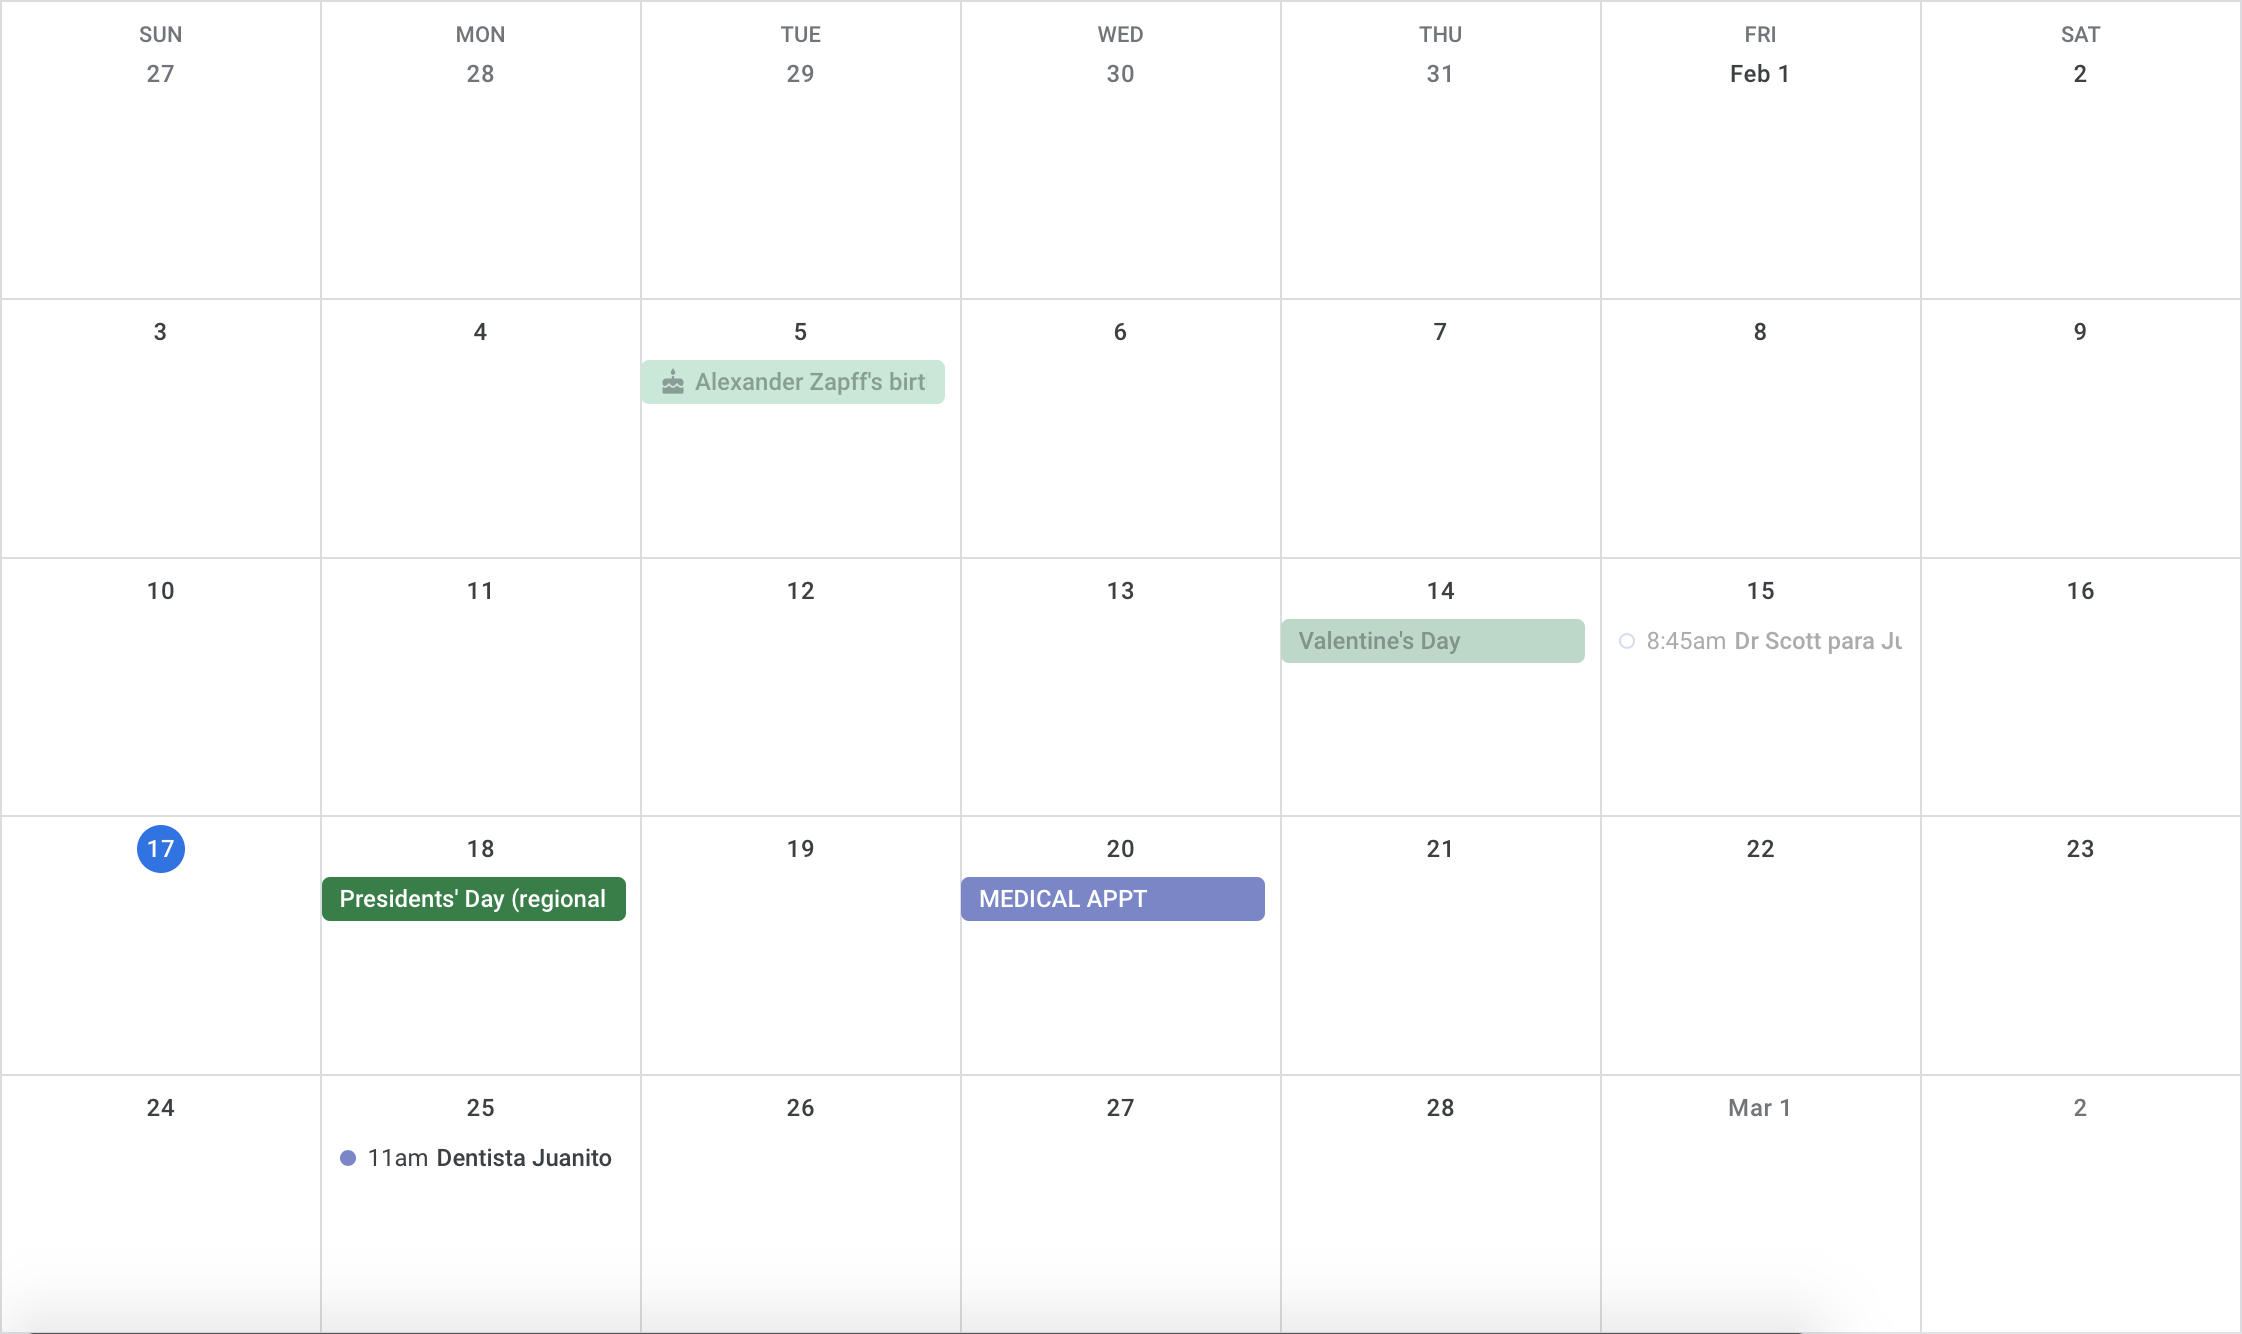 SUN MON TUE WED THU FRI SAT
27 28 29 30 31 Feb 1 2
3 4 5 6 7 8 9
Alexander Zapff's birt
10 11 12 13 14 15 16
Valentine's Day 8:45am Dr Scott para
17 18 19 20 21 22 23
Presidents' Day (regional MEDICAL APPT
24 25 26 27 28 Mar 1 2
11am Dentista Juanito